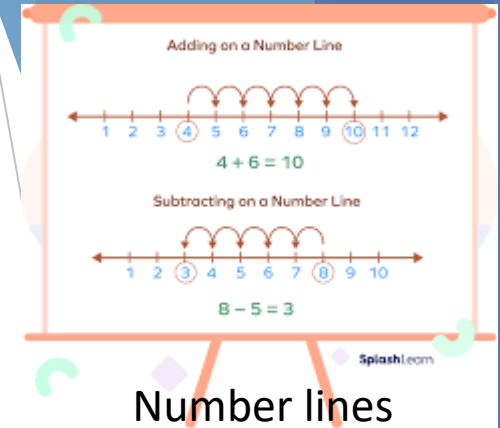 Adding on a Number Line
1 2 3 4 5 6 7 8 9 10 11 12
4 + 6 = 10
Subtracting on a Number Line
1 2 3 4 5 6 7 8 9 10
8 – 5 = 3
SplashLearn
Number lines